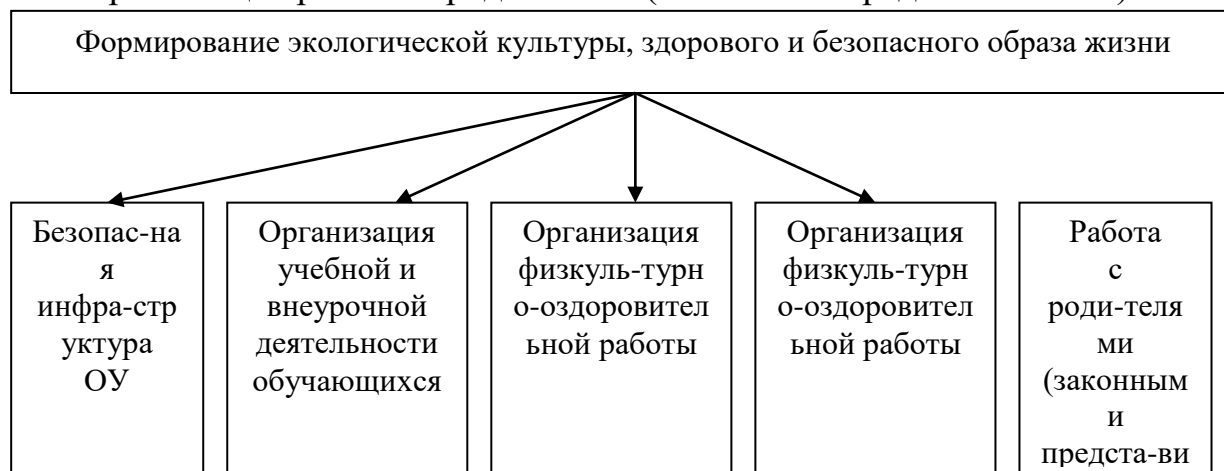 Формирование экологической культуры, здорового и безопасного образа жизни
Безопас-на
я
инфра-стр
уктура
ОУ
Организация
учебной и
внеурочной
деятельности
обучающихся
Организация
физкуль-турн
о-оздоровител
ьной работы
Организация
физкуль-турн
о-оздоровител
ьной работы
Работа
с
роди-теля
ми
(законным
и
предста-ви